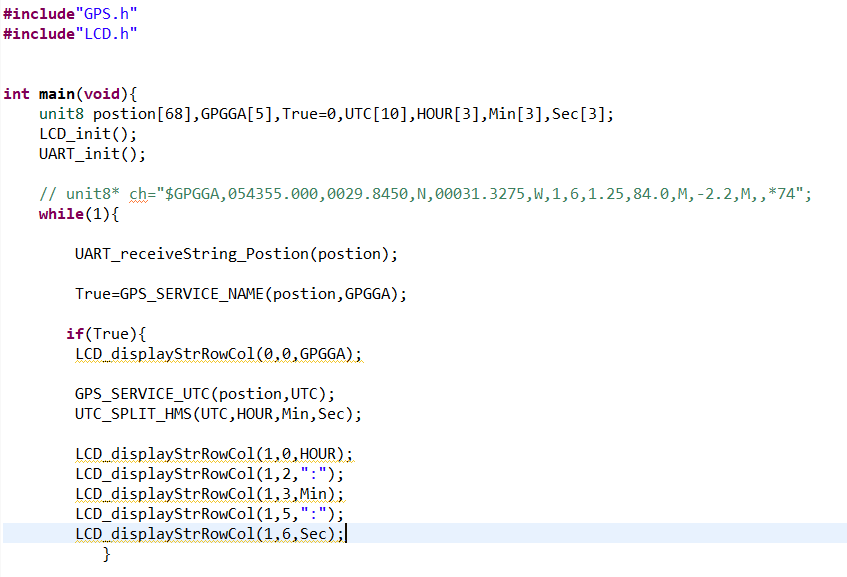 #include"GPS.h"
#include"LCD.h"
int main(void){
unit8 postion[68],GPGGA[5],True=0,UTC[10],HOUR[3],Min[3],Sec[3];
LCD_init();
UART_init();
// unit8* ch="$GPGGA,054355.000,0029.8450,N,00031.3275,W,1,6,1.25,84.0,M,-2.2,M,,*74";
while(1){
UART_receiveString_Postion(postion);
True=GPS_SERVICE_NAME(postion,GPGGA);
if(True){
LCD_displayStrRowCol(0,0,GPGGA);
GPS_SERVICE_UTC(postion,UTC);
UTC_SPLIT_HMS(UTC,HOUR,Min,Sec);
LCD_displayStrRowCol(1,0,HOUR);
LCD_displayStrRowCol(1,2,":");
LCD_displayStrRowCol(1,3,Min);
LCD_displayStrRowCol(1,5,":");
LCD_displayStrRowCol(1,6,Sec);
}